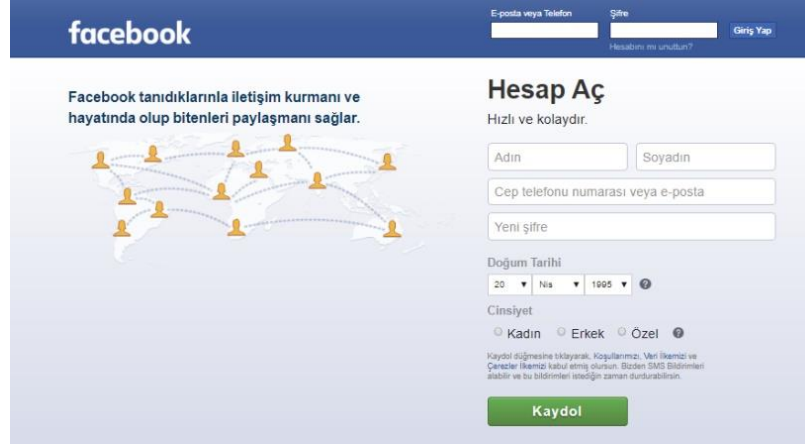 facebook
E-posta veya Telefon
Şifre
Giriş Yap
Hesabını mı unuttun?
Facebook tanıdıklarınla iletişim kurmanı ve
hayatında olup bitenleri paylaşmanı sağlar.
Hesap Aç
Hızlı ve kolaydır.
Adın
Soyadın
Cep telefonu numarası veya e-posta
Yeni şifre
Doğum Tarihi
20 Nis 1995
Cinsiyet
Kadın Erkek Özel
Kaydol düğmesine tıklayarak, Koşullarımızı, Veri İlkemizi ve
Çerezler İlkemizi kabul etmiş olursun. Bizden SMS Bildirimleri
alabilir ve bu bildirimleri istediğin zaman durdurabilirsin.
Kaydol